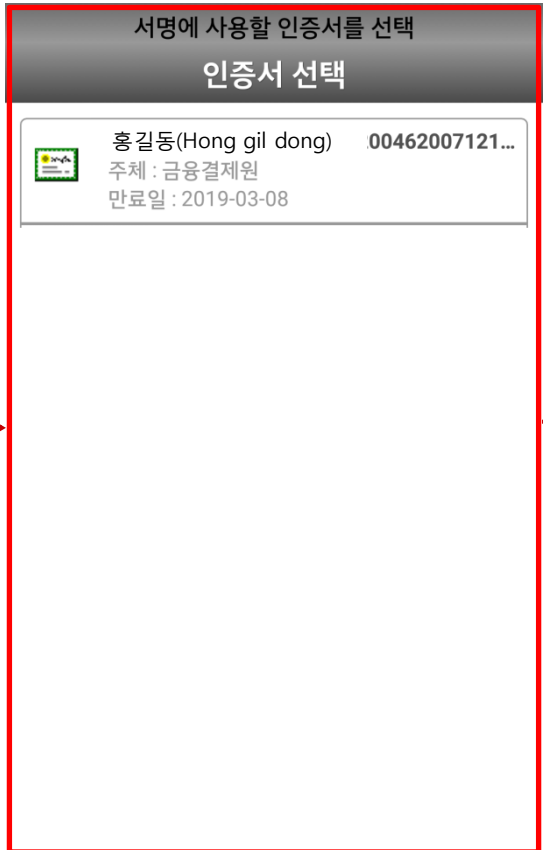 서명에 사용할 인증서를 선택
인증서 선택
홍길동(Hong gil dong) 00462007121...
주체 : 금융결제원
만료일 : 2019-03-08